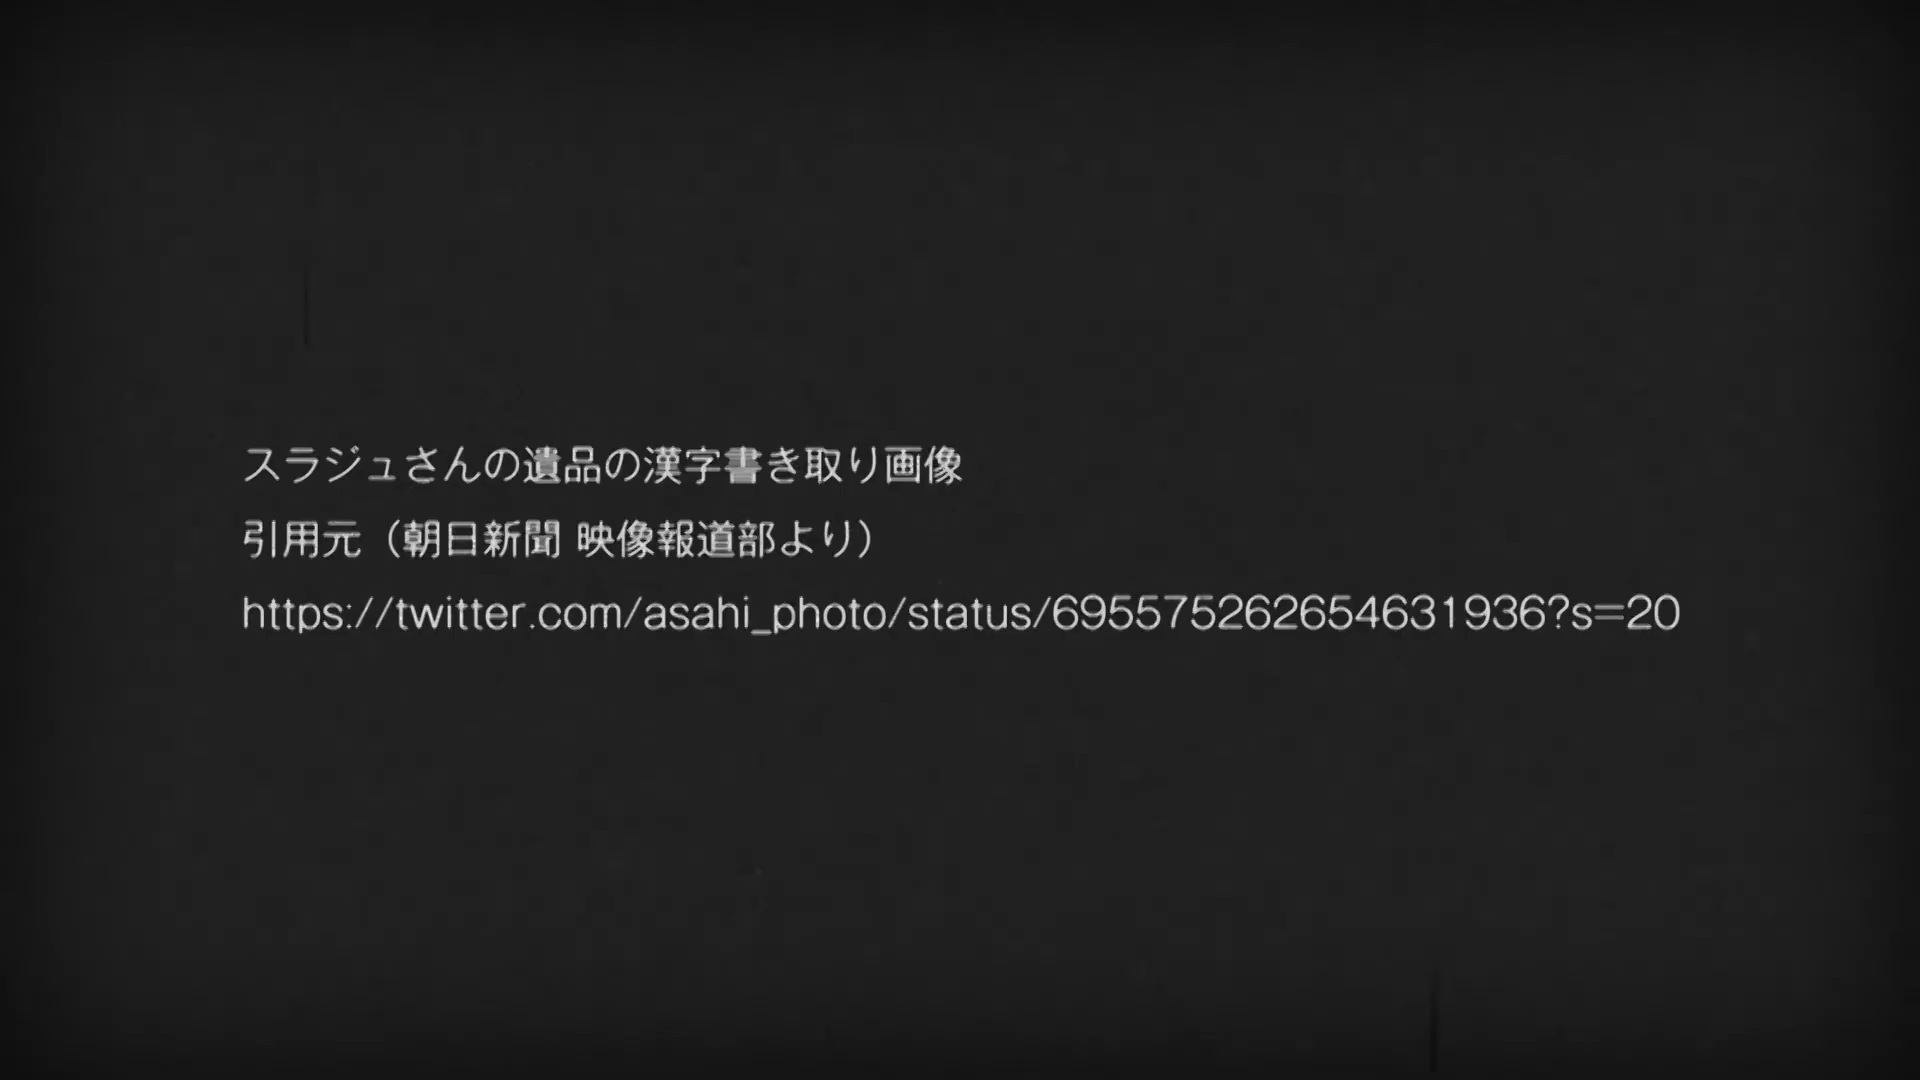 スラジュさんの遺品の漢字書き取り画像
引用元（朝日新聞 映像報道部より）
https://twitter.com/asahi_photo/status/695575262654631936?s=20